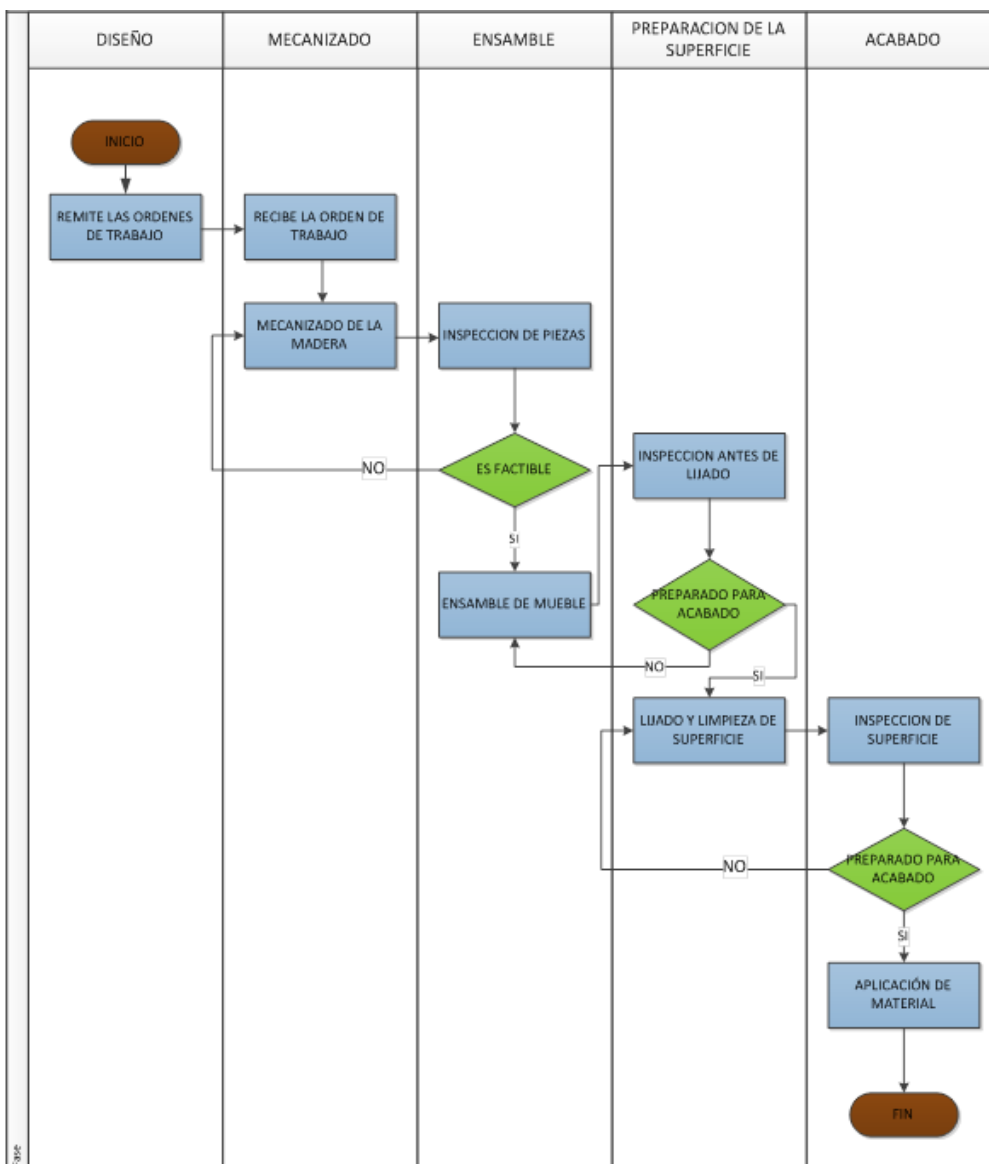 DISEÑO
MECANIZADO
ENSAMBLE
PREPARACION DE LA
SUPERFICIE
ACABADO
INICIO
REMITE LAS ORDENES
DE TRABAJO
RECIBE LA ORDEN DE
TRABAJO
MECANIZADO DE LA
MADERA
INSPECCION DE PIEZAS
ES FACTIBLE
NO
SI
ENSAMBLE DE MUEBLE
INSPECCION ANTES DE
LIJADO
PREPARADO PARA
ACABADO
NO
SI
LIJADO Y LIMPIEZA DE
SUPERFICIE
INSPECCION DE
SUPERFICIE
PREPARADO PARA
ACABADO
NO
SI
APLICACIÓN DE
MATERIAL
FIN
Fase